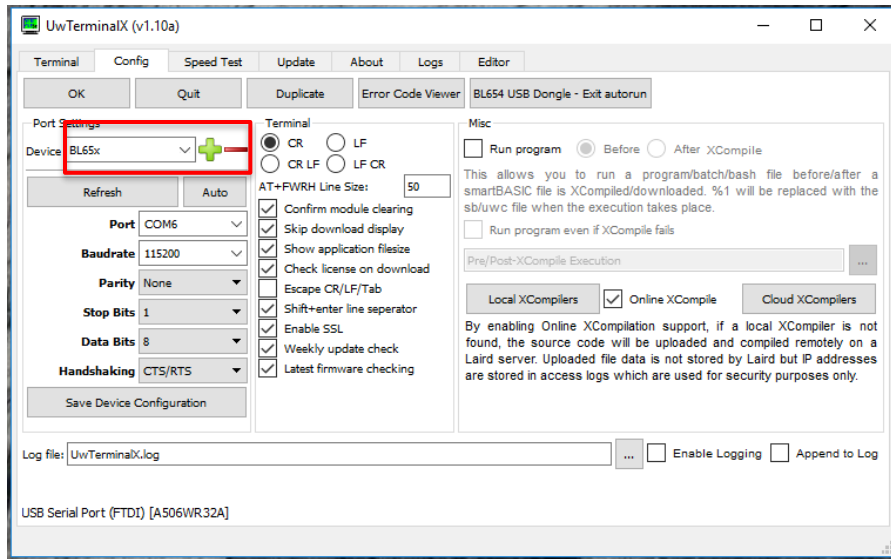 UwTerminalX (v1.10a)
Terminal Config Speed Test Update About Logs Editor
OK Quit Duplicate Error Code Viewer BL654 USB Dongle - Exit autorun
Port Settings
Device BL65x
Refresh Auto
Port COM6
Baudrate 115200
Parity None
Stop Bits 1
Data Bits 8
Handshaking CTS/RTS
Save Device Configuration
Terminal
CR LF
CR LF LF CR
AT+FWRH Line Size: 50
Confirm module clearing
Skip download display
Show application filesize
Check license on download
Escape CR/LF/Tab
Shift+enter line seperator
Enable SSL
Weekly update check
Latest firmware checking
Misc
Run program Before After XCompile
This allows you to run a program/batch/bash file before/after a
smartBASIC file is XCompiled/downloaded. %1 will be replaced with the
sb/uwc file when the execution takes place.
Run program even if XCompile fails
Pre/Post-XCompile Execution ...
Local XCompilers Online XCompile Cloud XCompilers
By enabling Online XCompilation support, if a local XCompiler is not
found, the source code will be uploaded and compiled remotely on a
Laird server. Uploaded file data is not stored by Laird but IP addresses
are stored in access logs which are used for security purposes only.
Log file: UwTerminalX.log ... Enable Logging Append to Log
USB Serial Port (FTDI) [A506WR32A]